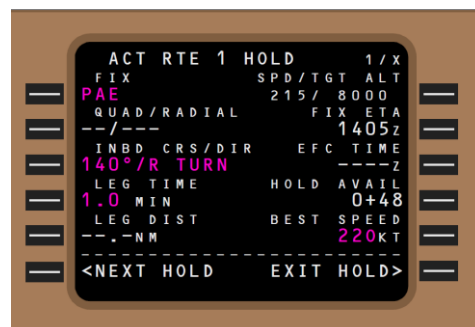 ACT RTE 1 HOLD 1/X
FIX SPD/TGT ALT
PAE 215/ 8000
QUAD/RADIAL FIX ETA
--/--- 1405z
INBD CRS/DIR EFC TIME
140°/R TURN ----z
LEG TIME HOLD AVAIL
1.0 MIN 0+48
LEG DIST BEST SPEED
--.-NM 220KT
<NEXT HOLD EXIT HOLD>